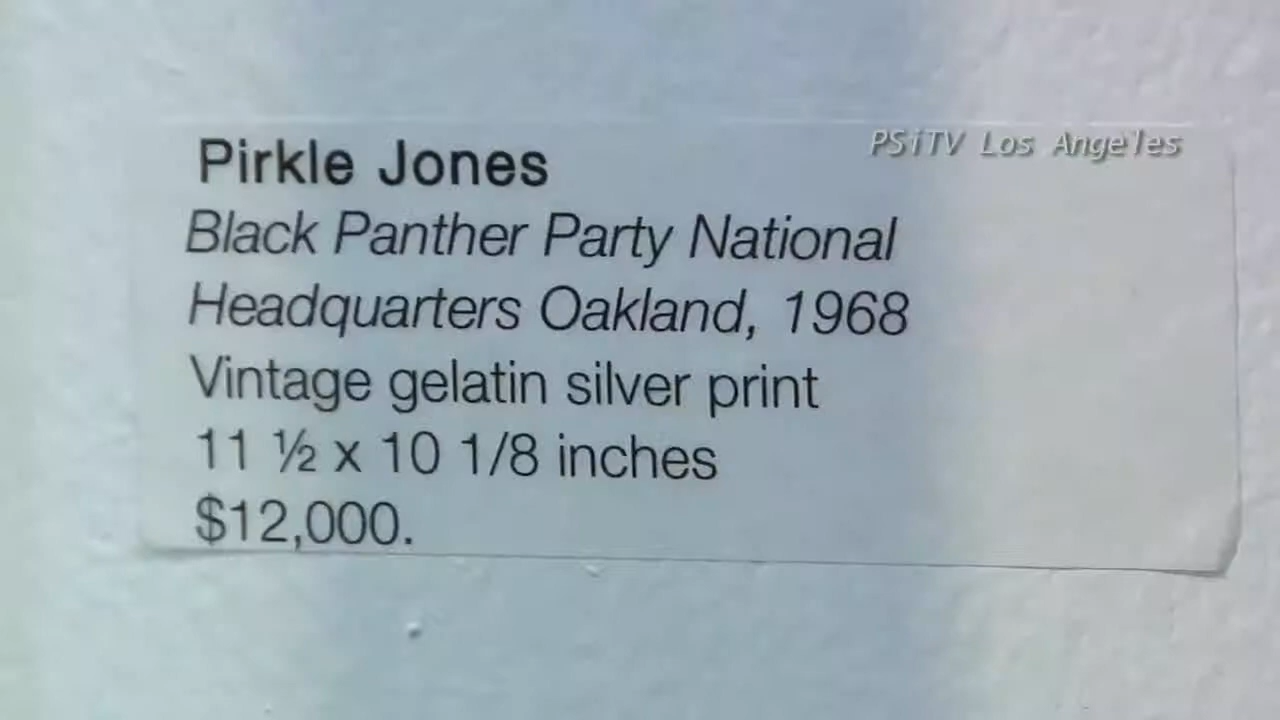 PSiTV Los Angeles
Pirkle Jones
Black Panther Party National
Headquarters Oakland, 1968
Vintage gelatin silver print
11 ½ x 10 1/8 inches
$12,000.